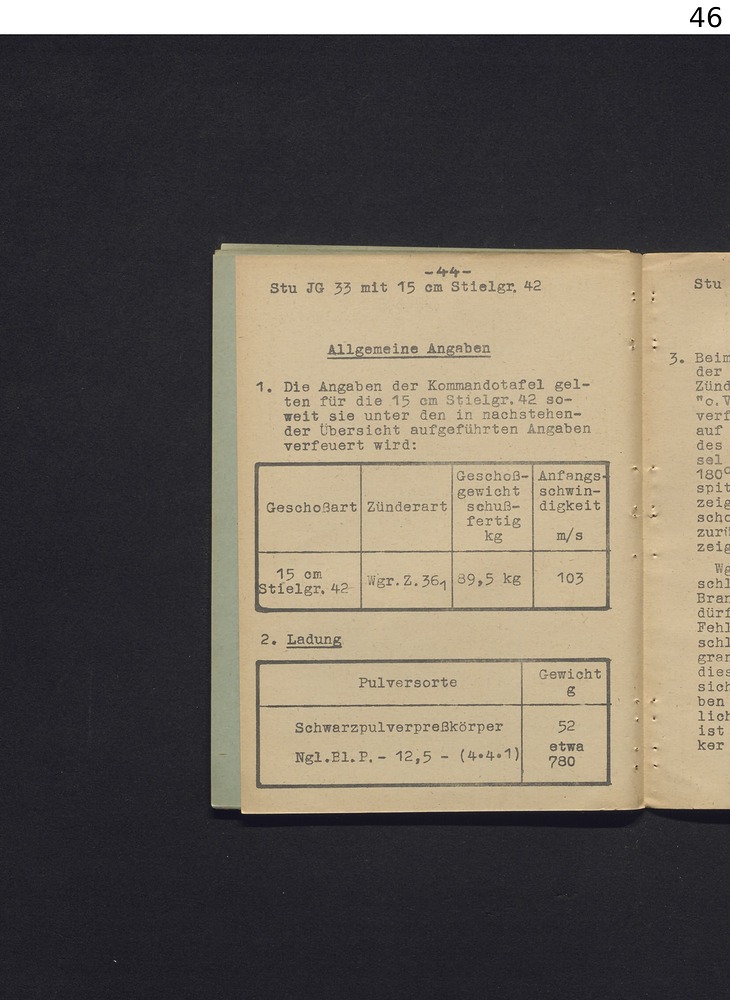 46
-44-
Stu JG 33 mit 15 cm Stielgr. 42
Allgemeine Angaben
1. Die Angaben der Kommandotafel gel-
ten für die 15 cm Stielgr. 42 so-
weit sie unter den in nachstehen-
der Übersicht aufgeführten Angaben
verfeuert wird:
Geschoßart Zünderart Geschoß- Anfangs-
gewicht schwin-
schuß- digkeit
fertig
kg m/s
15 cm
Stielgr. 42 Wgr. Z. 36₁ 89,5 kg 103
2. Ladung
Pulversorte Gewicht
g
Schwarzpulverpreßkörper 52
Ngl.Bl.P. - 12,5 - (4.4.1) etwa
780
Stu
3. Beim
der
Zünd
"o.V
verf
auf
des
sel
180°
spit
zeig
scho
zurü
zeig
Wg
schl
Bran
dürf
Fehl
schl
gran
dies
sich
ben
lich
ist
ker